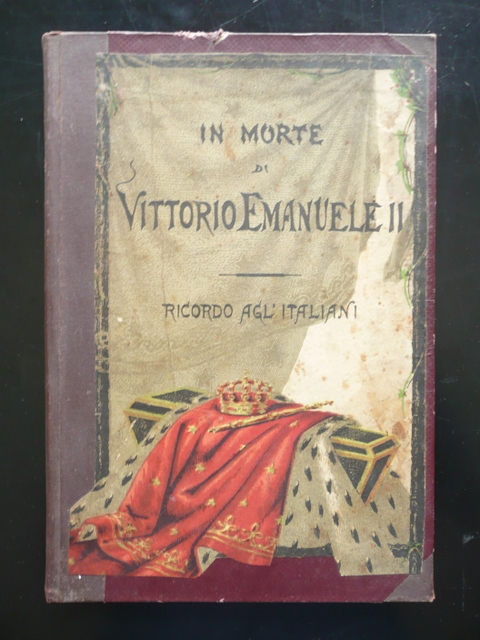 IN MORTE
DI
VITTORIO EMANUELE II
RICORDO AGL' ITALIANI